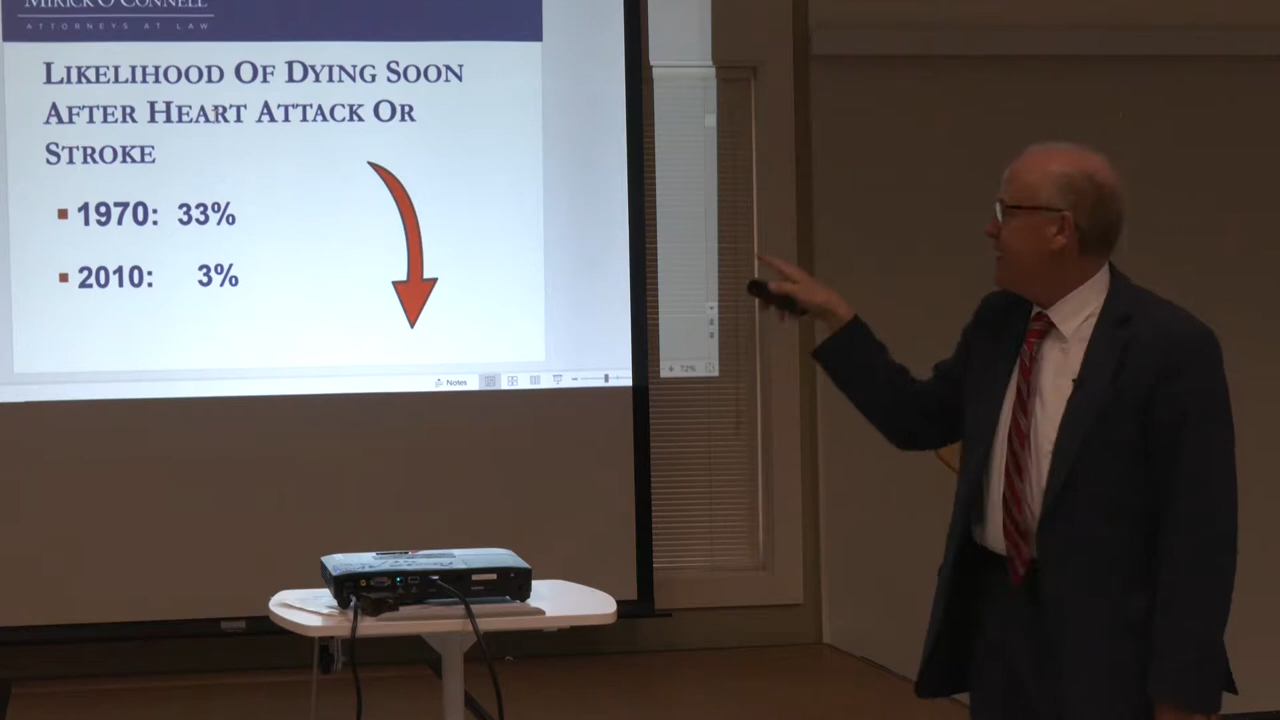 MIRICK O'CONNELL
ATTORNEYS AT LAW
LIKELIHOOD OF DYING SOON
AFTER HEART ATTACK OR
STROKE
1970: 33%
2010: 3%
Notes
72%